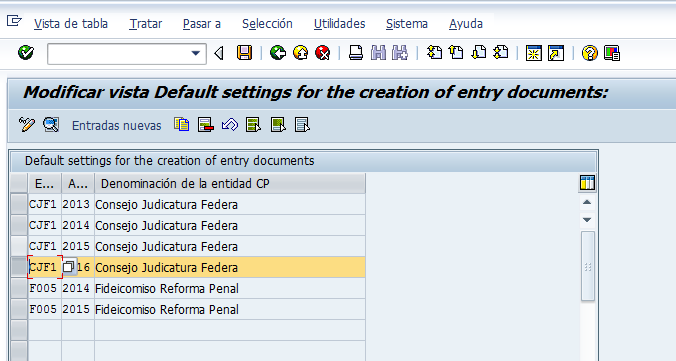 Vista de tabla Tratar Pasar a Selección Utilidades Sistema Ayuda
Modificar vista Default settings for the creation of entry documents:
Entradas nuevas
Default settings for the creation of entry documents
E... A... Denominación de la entidad CP
CJF1 2013 Consejo Judicatura Federa
CJF1 2014 Consejo Judicatura Federa
CJF1 2015 Consejo Judicatura Federa
CJF1 16 Consejo Judicatura Federa
F005 2014 Fideicomiso Reforma Penal
F005 2015 Fideicomiso Reforma Penal